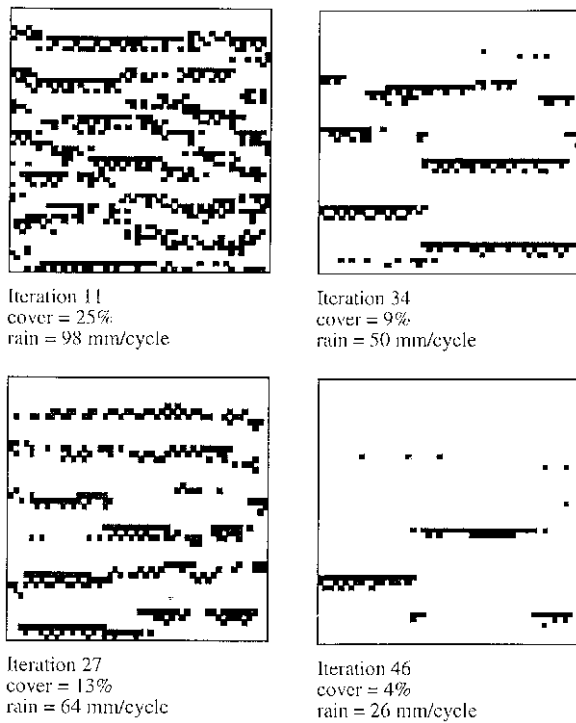 Iteration 11
cover = 25%
rain = 98 mm/cycle
Iteration 34
cover = 9%
rain = 50 mm/cycle
Iteration 27
cover = 13%
rain = 64 mm/cycle
Iteration 46
cover = 4%
rain = 26 mm/cycle